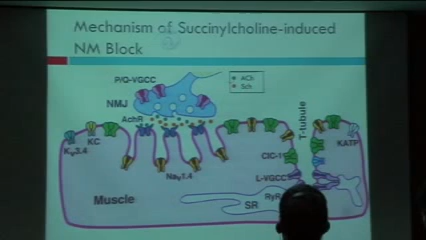 Mechanism of Succinylcholine-induced
NM Block
P/Q-VGCC
ACh
Sch
NMJ
AchR
T-tubule
KC
KATP
Kv3.4
ClC-1
Nav1.4
L-VGCC
Muscle
RyR
SR